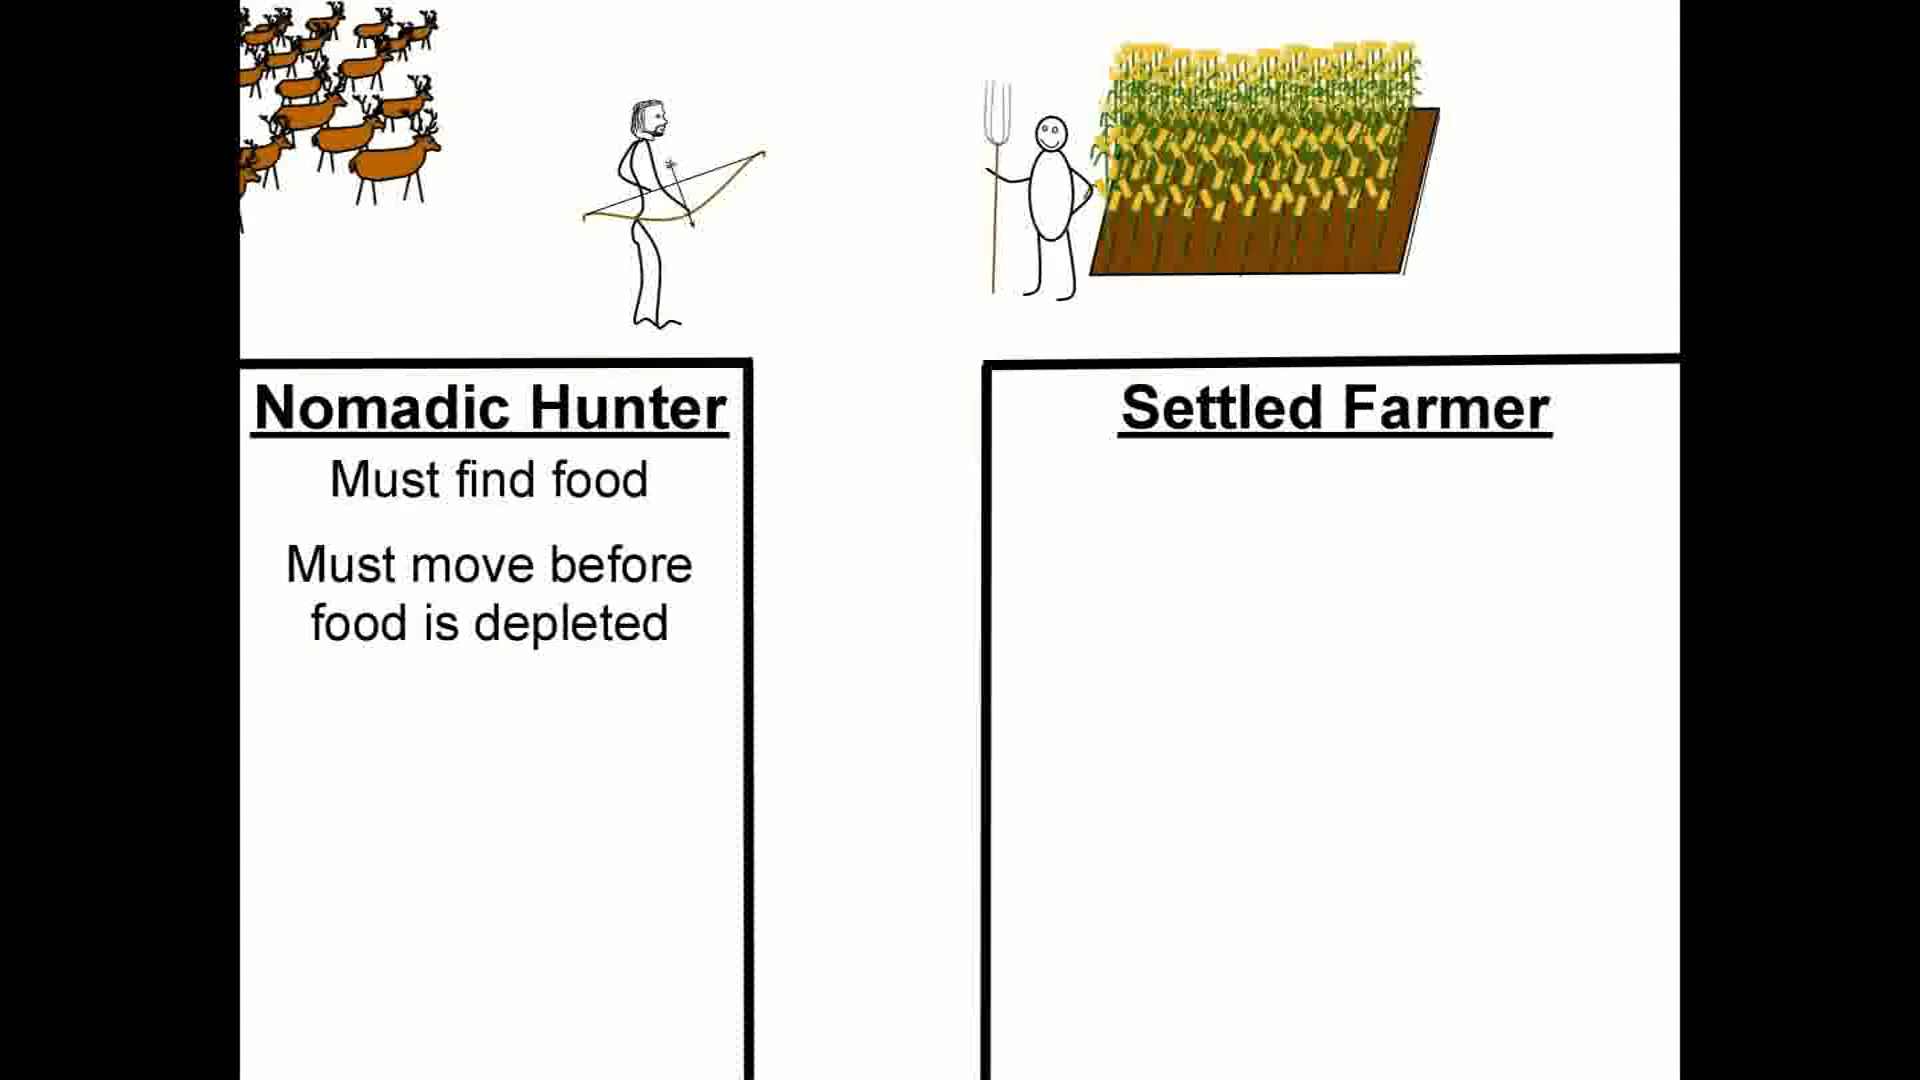 Nomadic Hunter
Must find food
Must move before
food is depleted
Settled Farmer